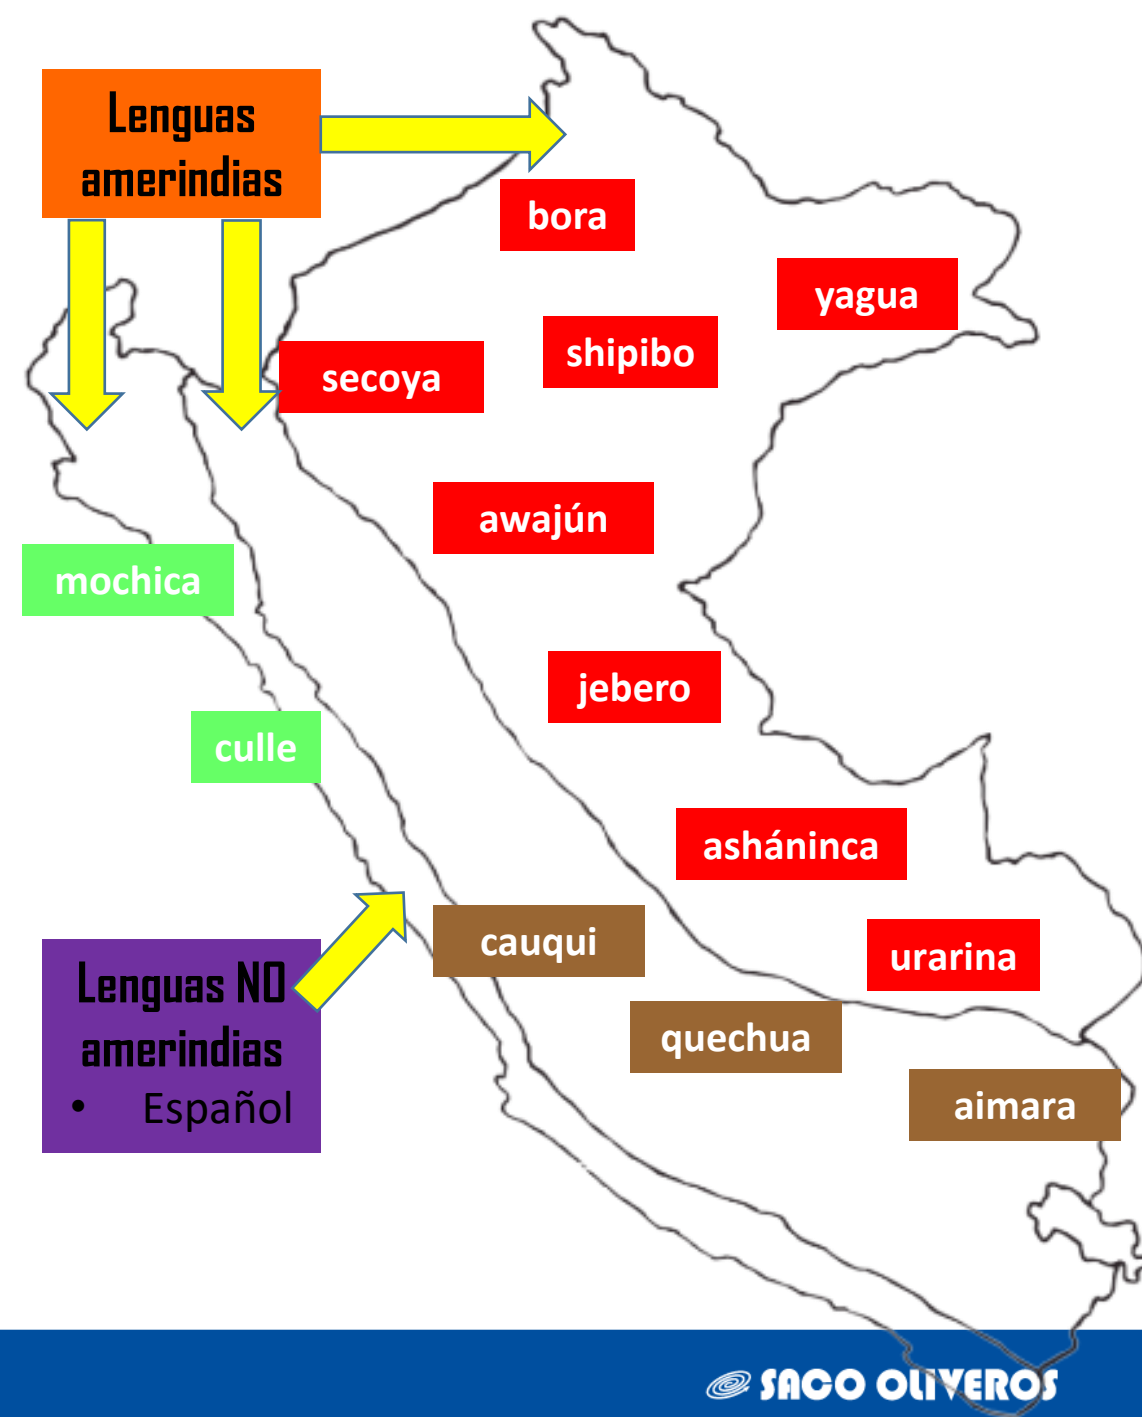 Lenguas
amerindias
bora
yagua
shipibo
secoya
awajún
mochica
jebero
culle
asháninca
cauqui
urarina
Lenguas NO
amerindias
• Español
quechua
aimara
SACO OLIVEROS